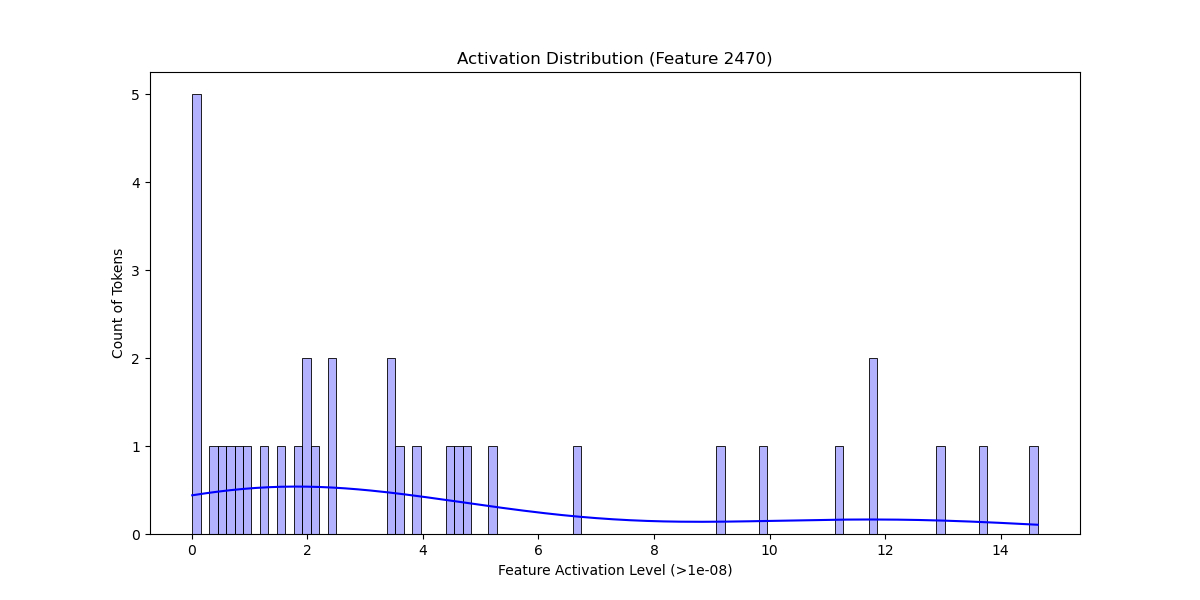 Activation Distribution (Feature 2470)
Count of Tokens
5
4
3
2
1
0
0 2 4 6 8 10 12 14
Feature Activation Level (>1e-08)